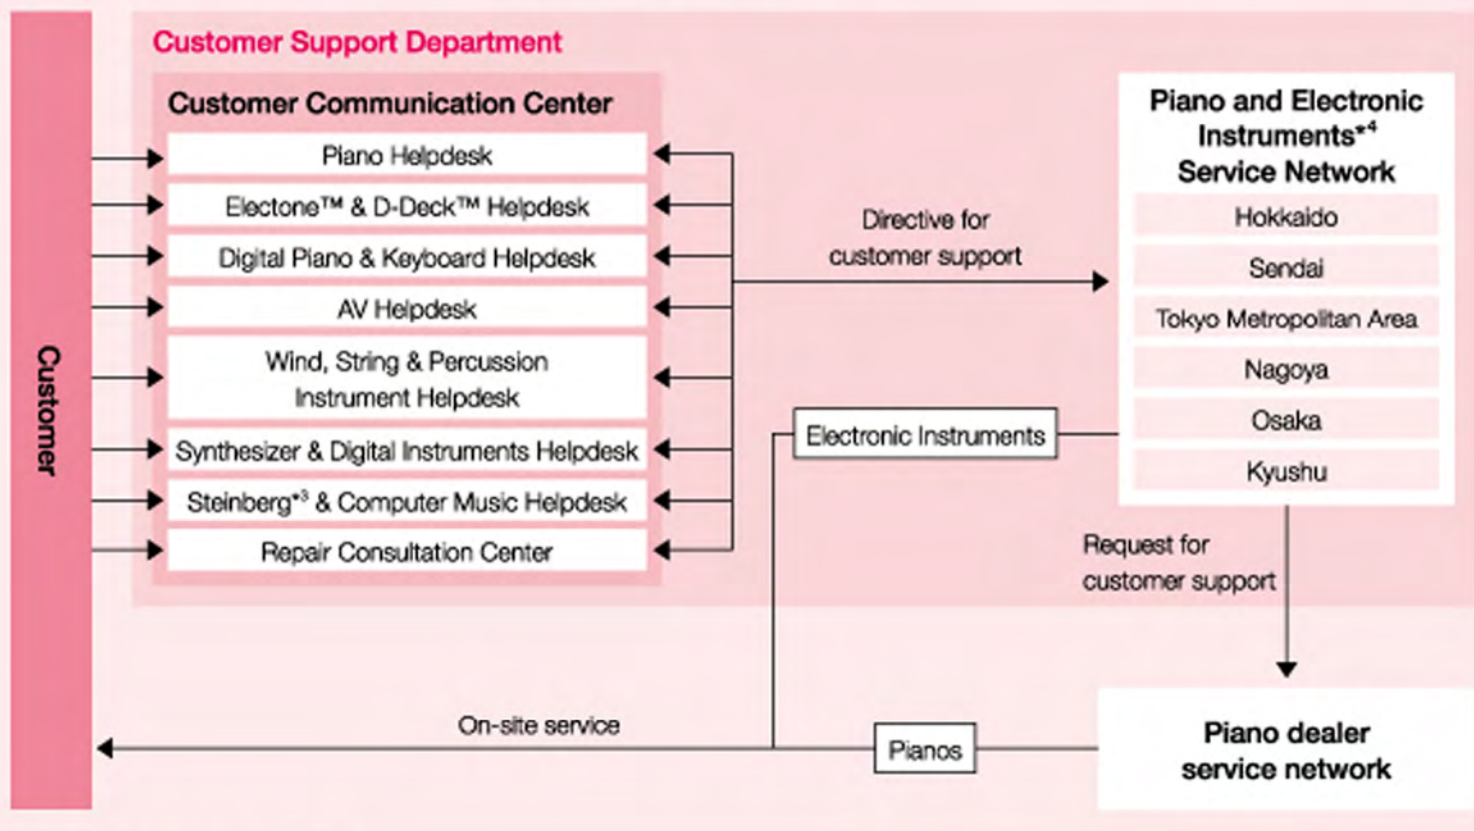 Customer Support Department
Customer Communication Center
Piano Helpdesk
Electone™ & D-Deck™ Helpdesk
Digital Piano & Keyboard Helpdesk
AV Helpdesk
Wind, String & Percussion
Instrument Helpdesk
Synthesizer & Digital Instruments Helpdesk
Steinberg*³ & Computer Music Helpdesk
Repair Consultation Center
Customer
Directive for
customer support
Piano and Electronic
Instruments*⁴
Service Network
Hokkaido
Sendai
Tokyo Metropolitan Area
Nagoya
Osaka
Kyushu
Electronic Instruments
Request for
customer support
On-site service
Pianos
Piano dealer
service network